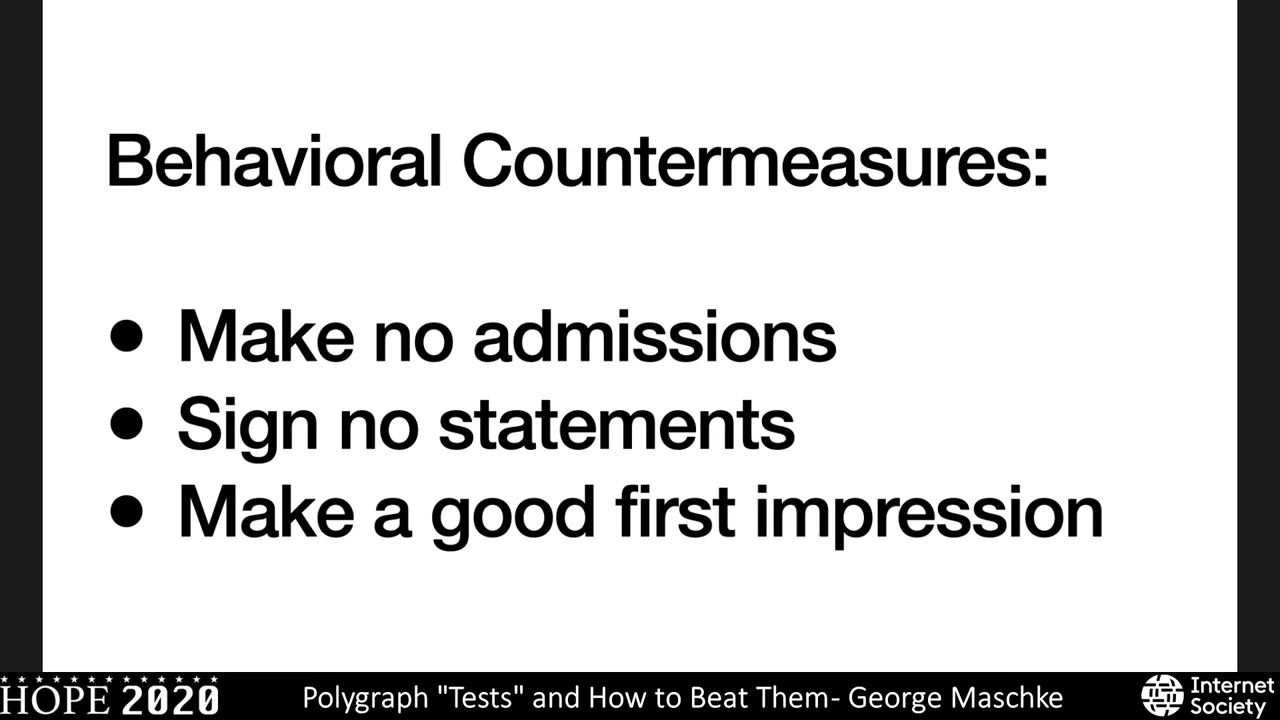 Behavioral Countermeasures:
● Make no admissions
● Sign no statements
● Make a good first impression
HOPE 2020
Polygraph "Tests" and How to Beat Them- George Maschke
Internet
Society